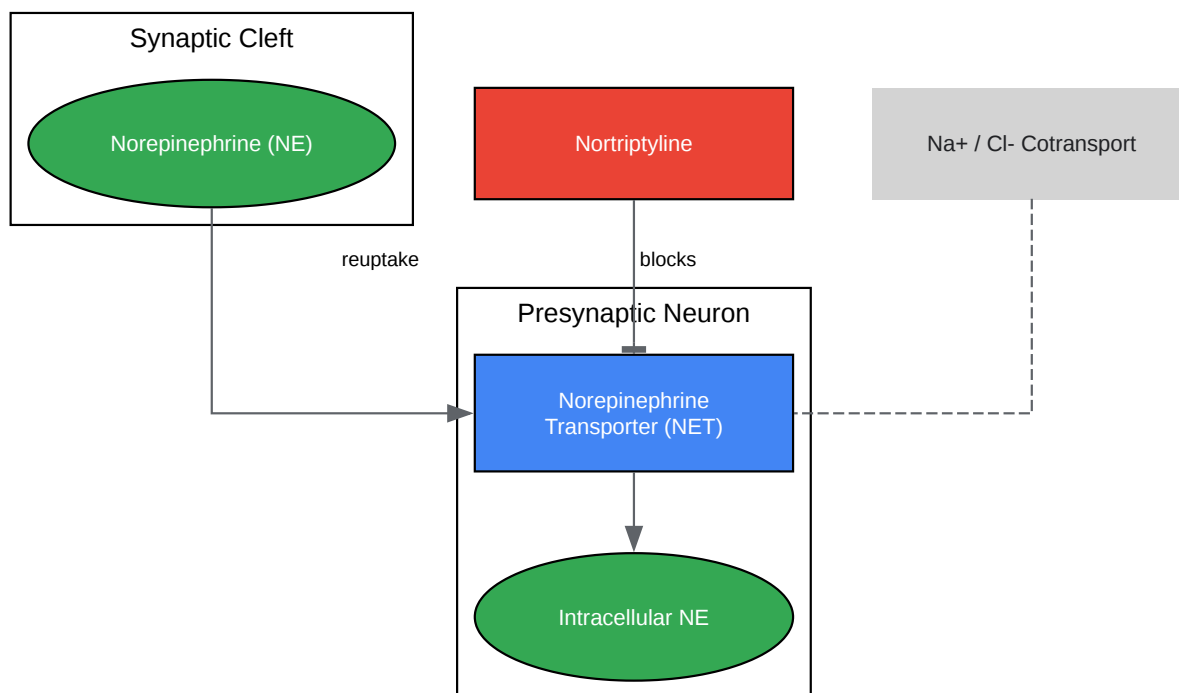 Synaptic Cleft
Norepinephrine (NE)
Nortriptyline
Na+ / Cl- Cotransport
reuptake
blocks
Presynaptic Neuron
Norepinephrine
Transporter (NET)
Intracellular NE